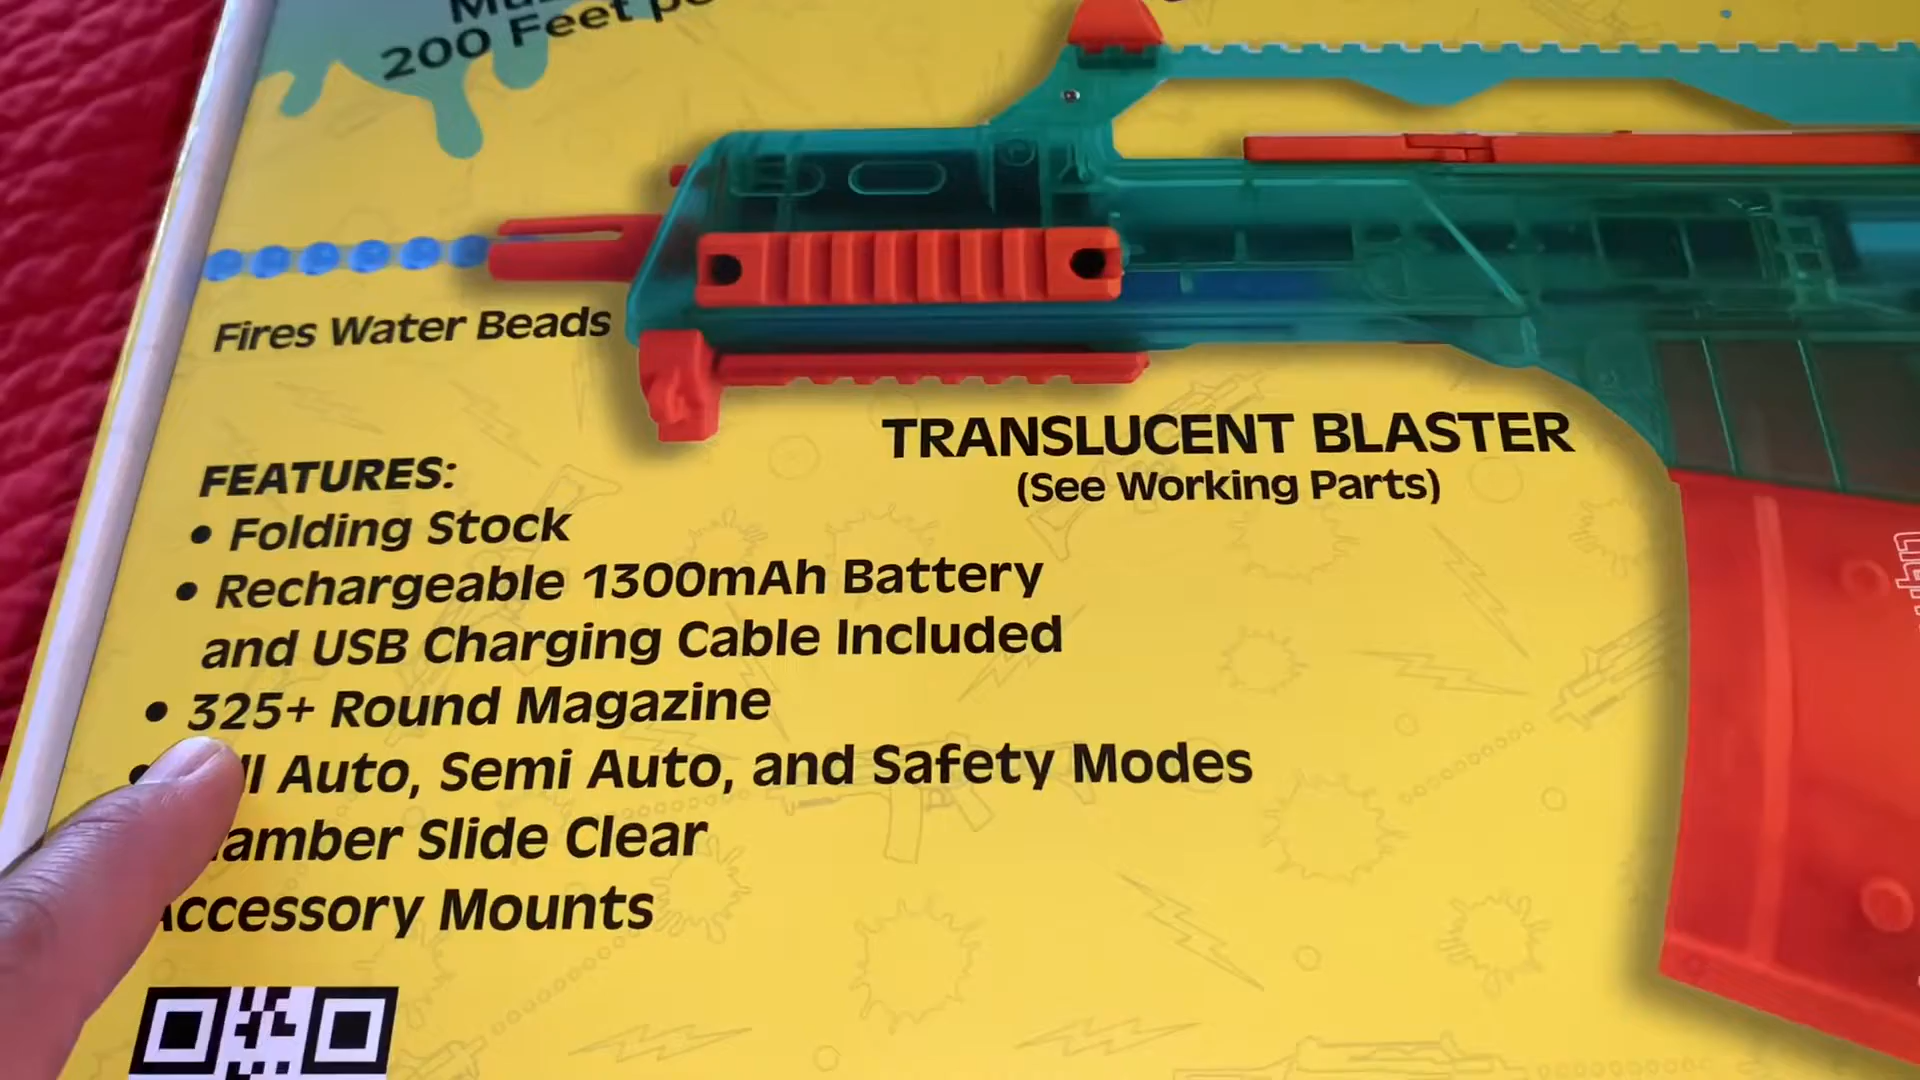 200 Feet
Fires Water Beads
TRANSLUCENT BLASTER
(See Working Parts)
FEATURES:
• Folding Stock
• Rechargeable 1300mAh Battery
and USB Charging Cable Included
• 325+ Round Magazine
Auto, Semi Auto, and Safety Modes
Slide Clear
Accessory Mounts